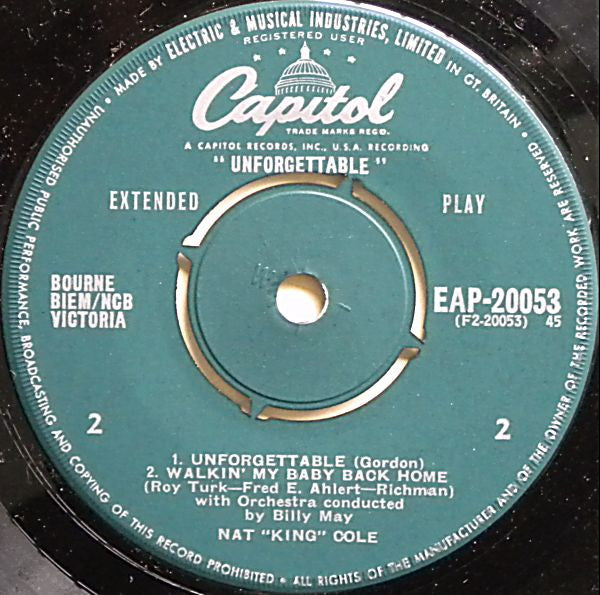 MADE BY ELECTRIC & MUSICAL INDUSTRIES, LIMITED IN GT. BRITAIN • ALL RIGHTS OF THE MANUFACTURER AND OF THE OWNER OF THE RECORDED WORK ARE RESERVED •
UNAUTHORISED PUBLIC PERFORMANCE, BROADCASTING AND COPYING OF THIS RECORD PROHIBITED •
REGISTERED USER
Capitol
TRADE MARKS REGD.
A CAPITOL RECORDS, INC., U.S.A. RECORDING
"UNFORGETTABLE"
EXTENDED PLAY
BOURNE
BIEM/NCB
VICTORIA
EAP-20053
(F2-20053) 45
2 2
1. UNFORGETTABLE (Gordon)
2. WALKIN' MY BABY BACK HOME
(Roy Turk—Fred E. Ahlert—Richman)
with Orchestra conducted
by Billy May
NAT "KING" COLE